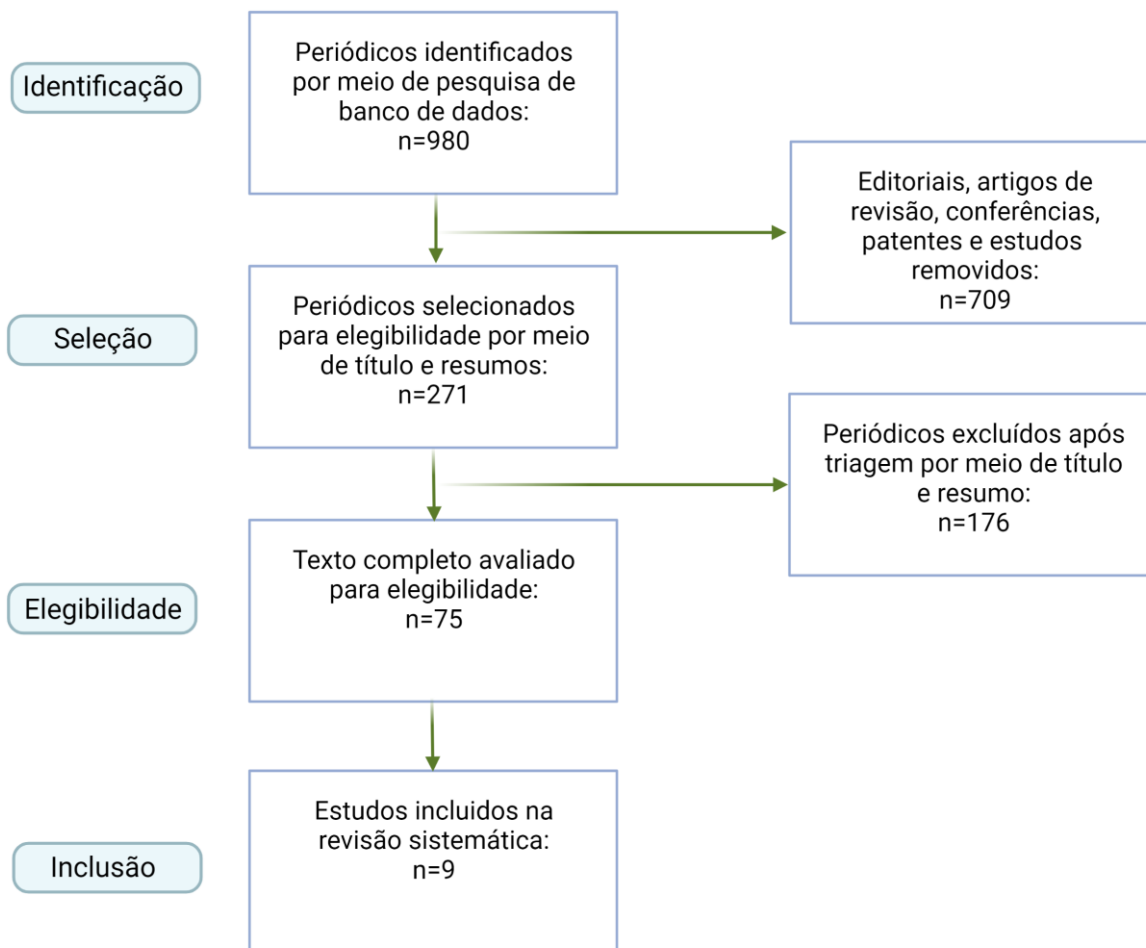 Identificação
Periódicos identificados
por meio de pesquisa de
banco de dados:
n=980
Editoriais, artigos de
revisão, conferências,
patentes e estudos
removidos:
n=709
Seleção
Periódicos selecionados
para elegibilidade por meio
de título e resumos:
n=271
Periódicos excluídos após
triagem por meio de título
e resumo:
n=176
Elegibilidade
Texto completo avaliado
para elegibilidade:
n=75
Inclusão
Estudos incluidos na
revisão sistemática:
n=9